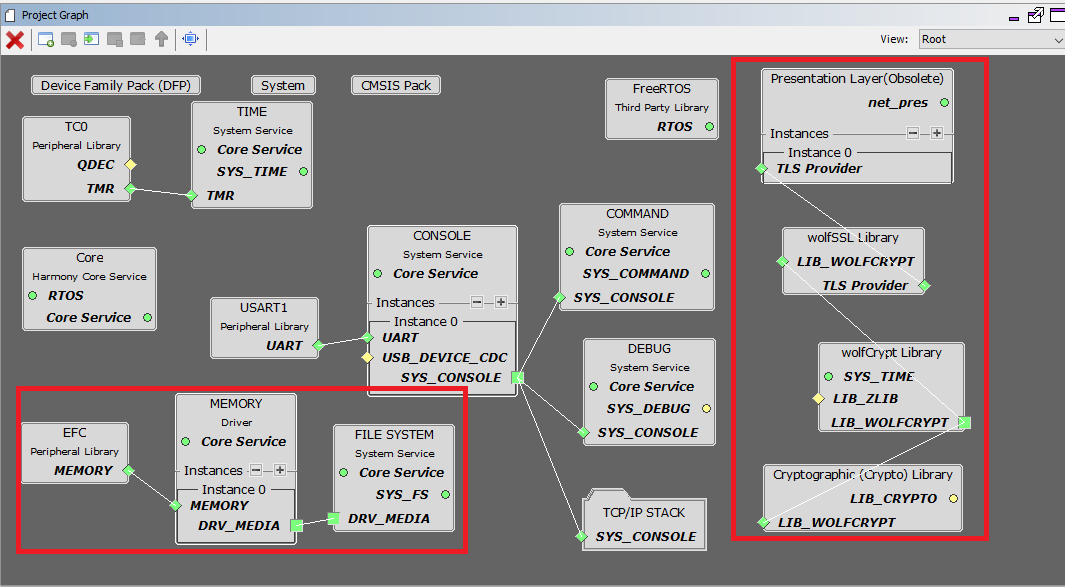 Project Graph
View:
Root
Device Family Pack (DFP)
System
CMSIS Pack
TC0
Peripheral Library
QDEC
TMR
TIME
System Service
Core Service
SYS_TIME
TMR
FreeRTOS
Third Party Library
RTOS
Presentation Layer(Obsolete)
net_pres
Instances
Instance 0
TLS Provider
Core
Harmony Core Service
RTOS
Core Service
USART1
Peripheral Library
UART
CONSOLE
System Service
Core Service
Instances
Instance 0
UART
USB_DEVICE_CDC
SYS_CONSOLE
COMMAND
System Service
Core Service
SYS_COMMAND
SYS_CONSOLE
wolfSSL Library
LIB_WOLFCRYPT
TLS Provider
DEBUG
System Service
Core Service
SYS_DEBUG
SYS_CONSOLE
wolfCrypt Library
SYS_TIME
LIB_ZLIB
LIB_WOLFCRYPT
EFC
Peripheral Library
MEMORY
MEMORY
Driver
Core Service
Instances
Instance 0
MEMORY
DRV_MEDIA
FILE SYSTEM
System Service
Core Service
SYS_FS
DRV_MEDIA
TCP/IP STACK
SYS_CONSOLE
Cryptographic (Crypto) Library
LIB_CRYPTO
LIB_WOLFCRYPT